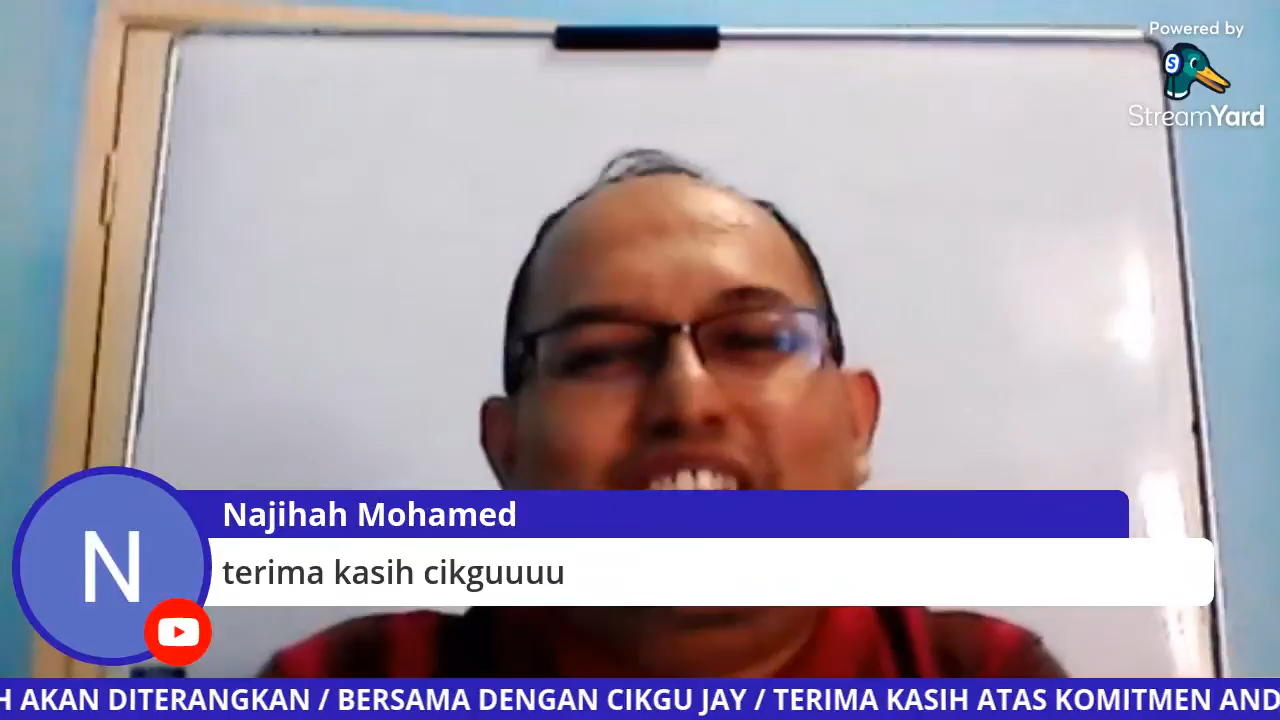 Powered by
S
StreamYard
N
Najihah Mohamed
terima kasih cikguuuu
H AKAN DITERANGKAN / BERSAMA DENGAN CIKGU JAY / TERIMA KASIH ATAS KOMITMEN AND